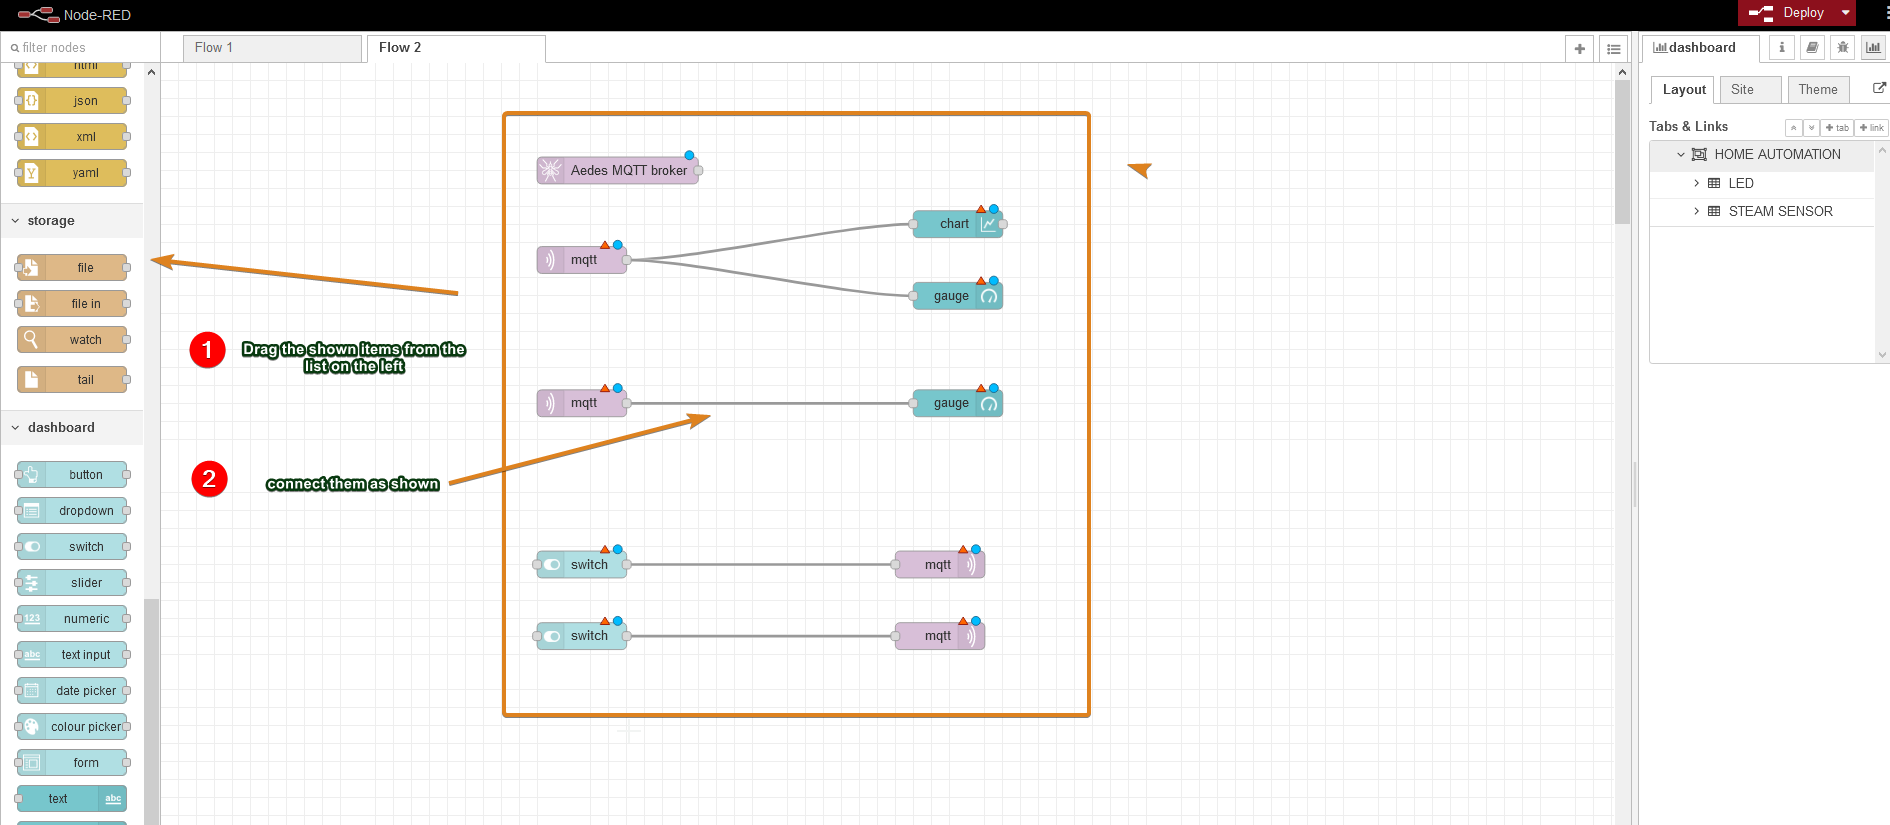 Node-RED
Deploy
filter nodes
Flow 1
Flow 2
dashboard
html
json
xml
yaml
storage
file
file in
watch
tail
dashboard
button
dropdown
switch
slider
123
numeric
abc
text input
date picker
colour picker
form
text
abc
Aedes MQTT broker
chart
mqtt
gauge
1
Drag the shown items from the
list on the left
mqtt
gauge
2
connect them as shown
switch
mqtt
switch
mqtt
Layout
Site
Theme
Tabs & Links
+ tab
+ link
HOME AUTOMATION
LED
STEAM SENSOR